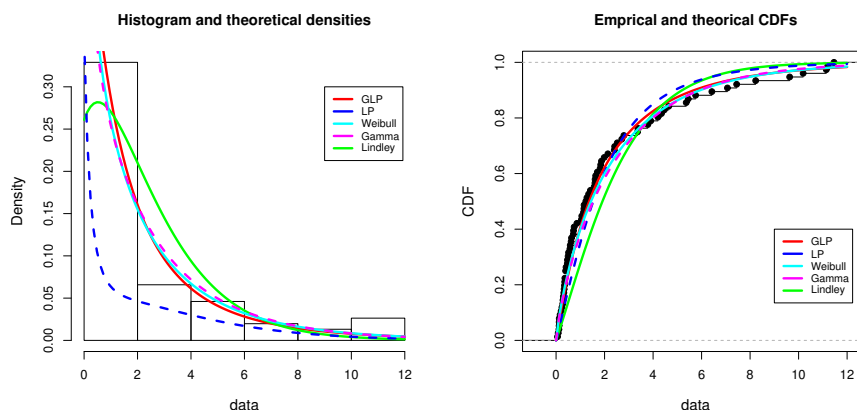 Histogram and theoretical densities
Density
0.00 0.05 0.10 0.15 0.20 0.25 0.30
GLP
LP
Weibull
Gamma
Lindley
0 2 4 6 8 10 12
data
Emprical and theorical CDFs
CDF
0.0 0.2 0.4 0.6 0.8 1.0
GLP
LP
Weibull
Gamma
Lindley
0 2 4 6 8 10 12
data